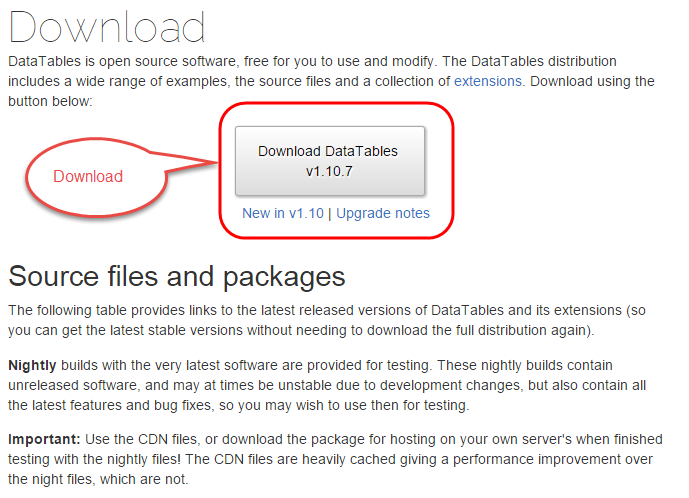 Download
DataTables is open source software, free for you to use and modify. The DataTables distribution
includes a wide range of examples, the source files and a collection of extensions. Download using the
button below:
Download
Download DataTables
v1.10.7
New in v1.10 | Upgrade notes
Source files and packages
The following table provides links to the latest released versions of DataTables and its extensions (so
you can get the latest stable versions without needing to download the full distribution again).
Nightly builds with the very latest software are provided for testing. These nightly builds contain
unreleased software, and may at times be unstable due to development changes, but also contain all
the latest features and bug fixes, so you may wish to use then for testing.
Important: Use the CDN files, or download the package for hosting on your own server's when finished
testing with the nightly files! The CDN files are heavily cached giving a performance improvement over
the night files, which are not.